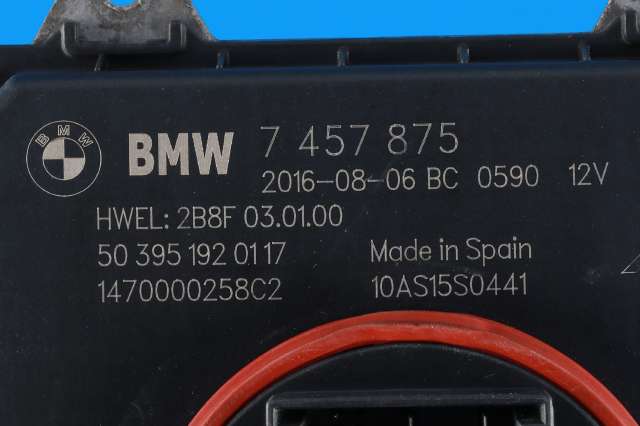 BMW BMW 7 457 875
2016-08-06 BC 0590 12V
HWEL: 2B8F 03.01.00
50 395 192 0117 Made in Spain
1470000258C2 10AS15S0441